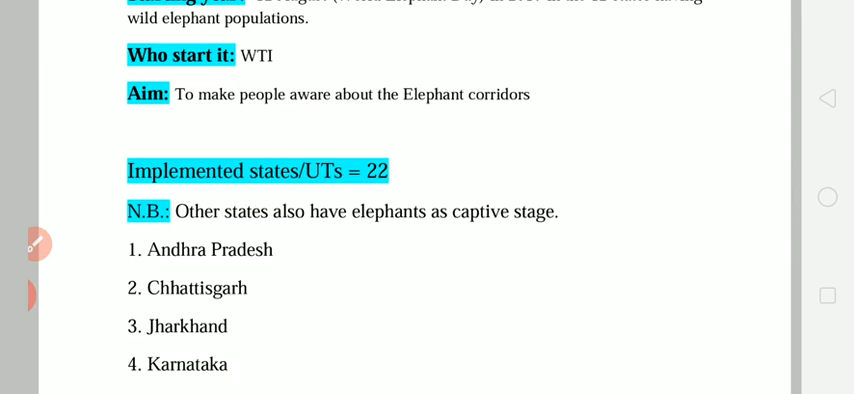 wild elephant populations.
Who start it: WTI
Aim: To make people aware about the Elephant corridors
Implemented states/UTs = 22
N.B.: Other states also have elephants as captive stage.
1. Andhra Pradesh
2. Chhattisgarh
3. Jharkhand
4. Karnataka